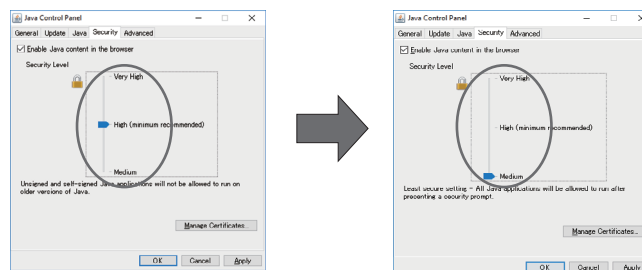 Java Control Panel
General Update Java Security Advanced
Enable Java content in the browser
Security Level
Very High
High (minimum recommended)
Medium
Unsigned and self-signed Java applications will not be allowed to run on
older versions of Java.
Manage Certificates...
OK Cancel Apply
Java Control Panel
General Update Java Security Advanced
Enable Java content in the browser
Security Level
Very High
High (minimum recommended)
Medium
Least secure setting - All Java applications will be allowed to run after
presenting a security prompt.
Manage Certificates...
OK Cancel Apply